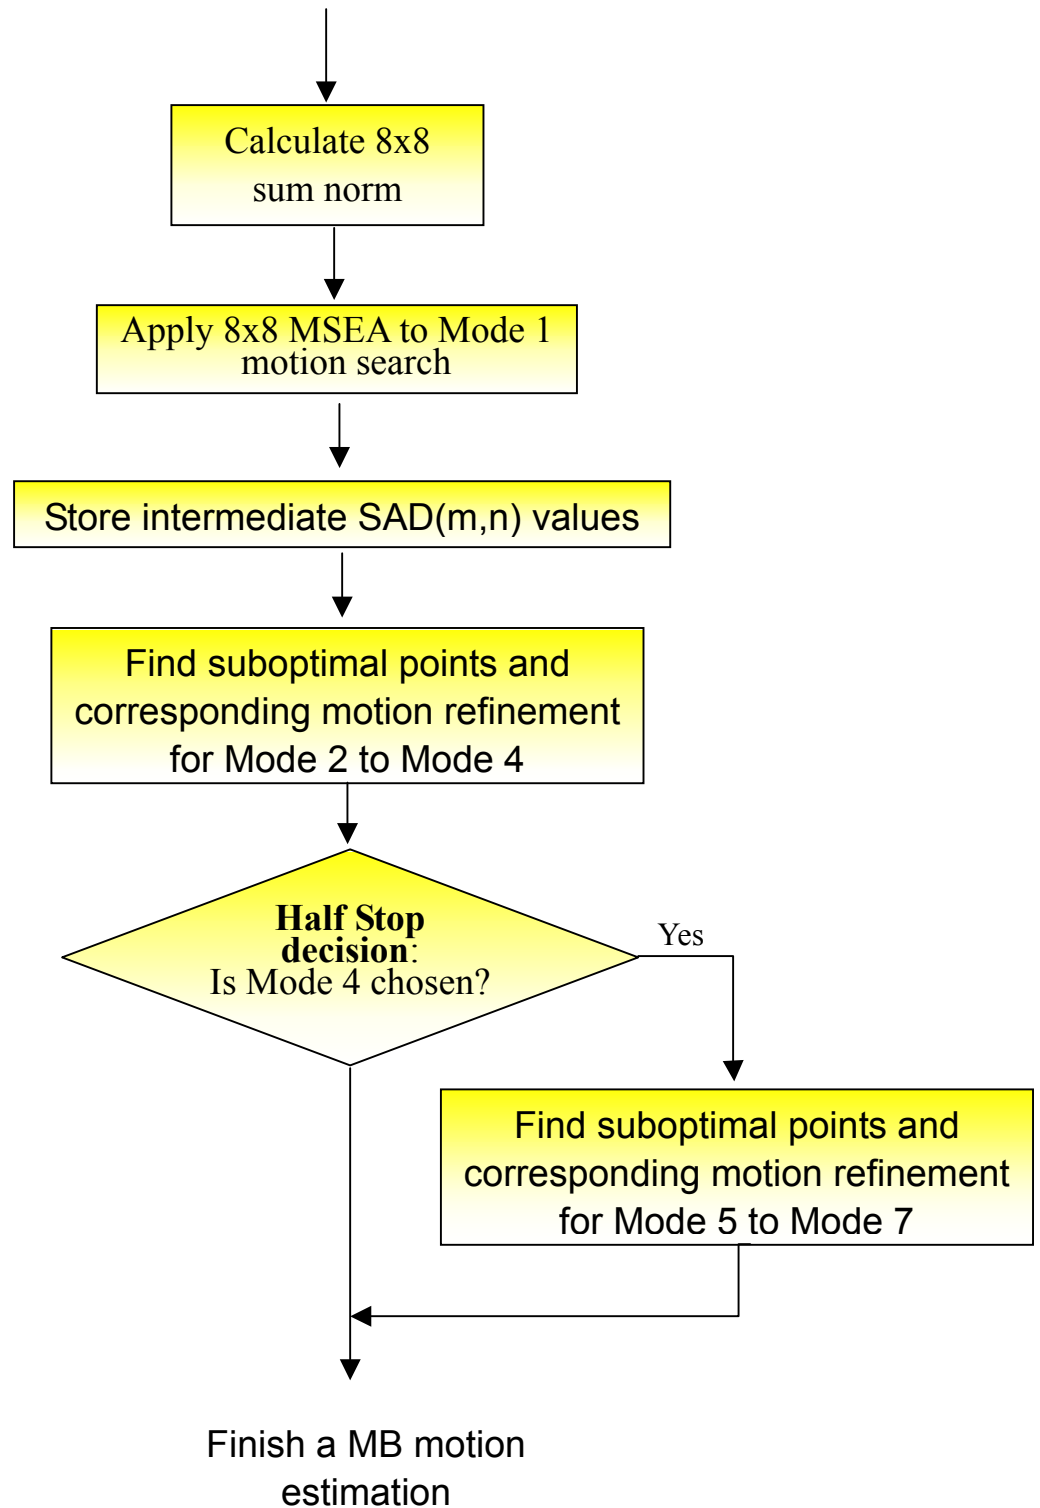 Calculate 8x8
sum norm
Apply 8x8 MSEA to Mode 1
motion search
Store intermediate SAD(m,n) values
Find suboptimal points and
corresponding motion refinement
for Mode 2 to Mode 4
Half Stop
decision:
Is Mode 4 chosen?
Yes
Find suboptimal points and
corresponding motion refinement
for Mode 5 to Mode 7
Finish a MB motion
estimation